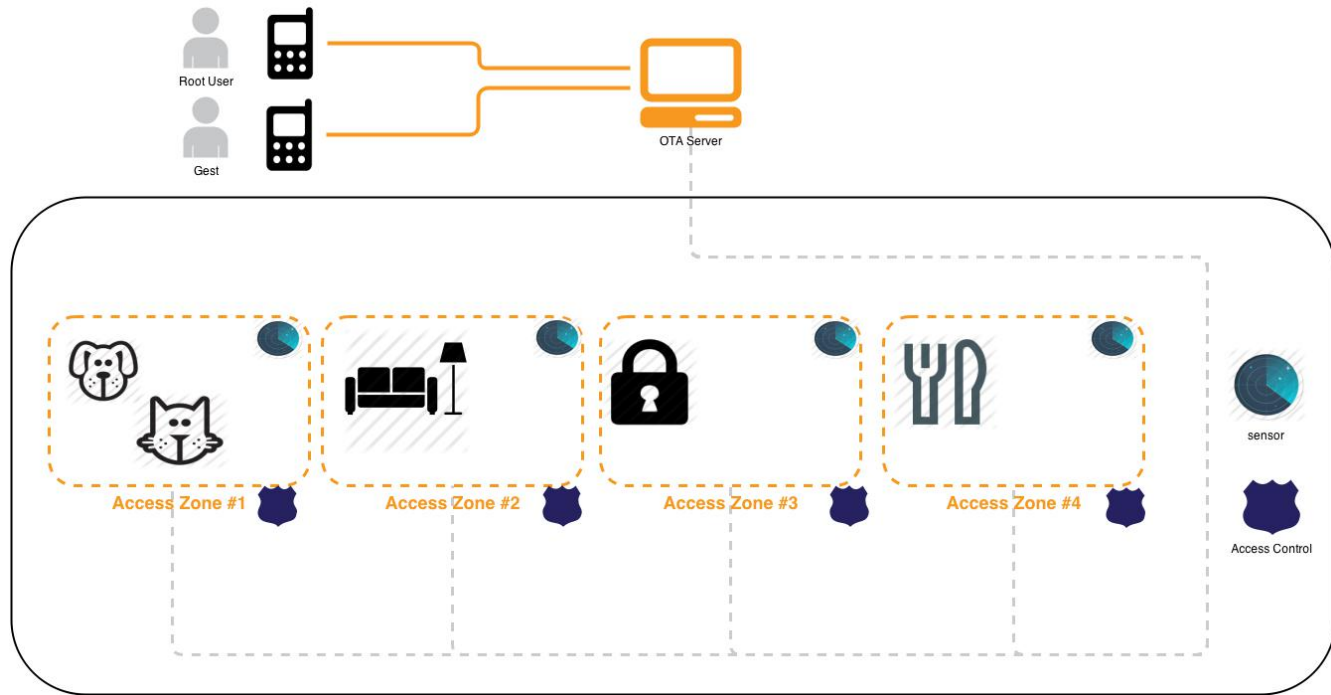 Root User
Gest
OTA Server
Access Zone #1
Access Zone #2
Access Zone #3
Access Zone #4
sensor
Access Control